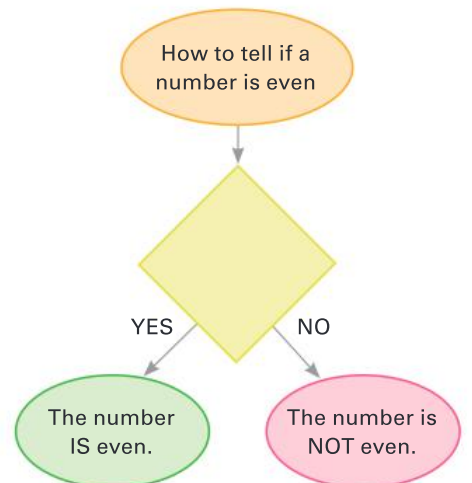 How to tell if a
number is even
YES
NO
The number
IS even.
The number is
NOT even.